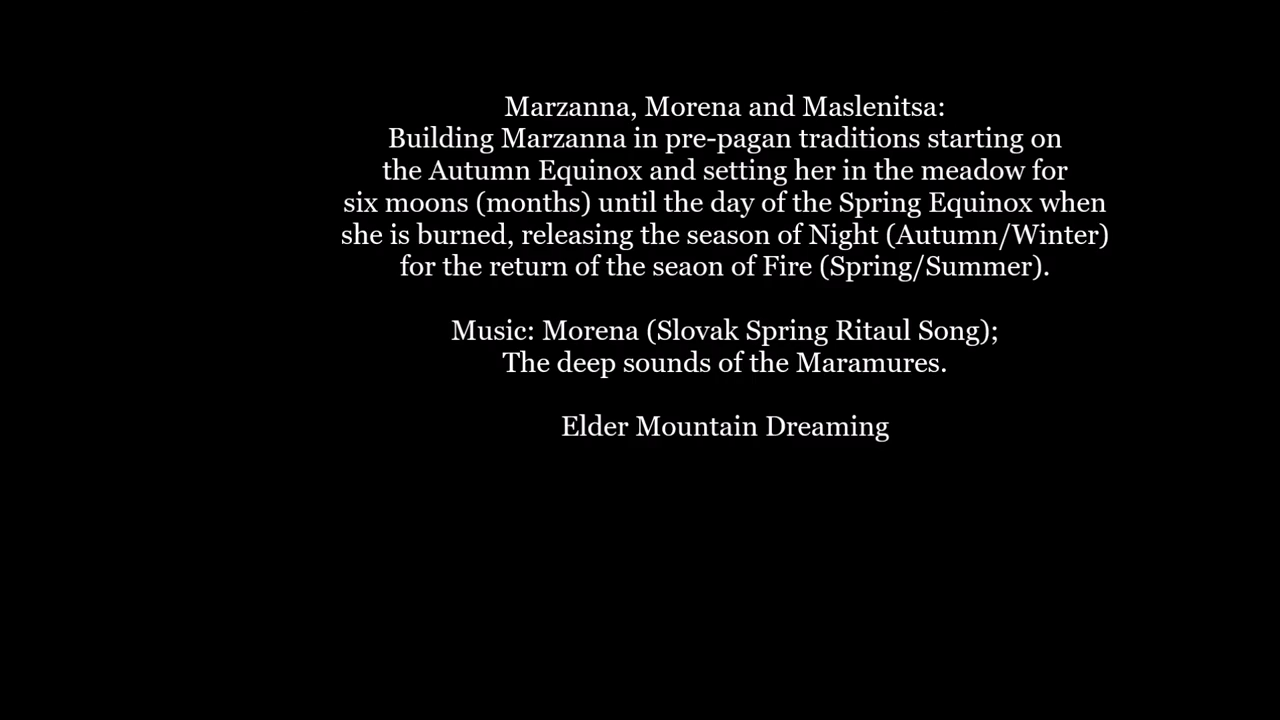 Marzanna, Morena and Maslenitsa:
Building Marzanna in pre-pagan traditions starting on
the Autumn Equinox and setting her in the meadow for
six moons (months) until the day of the Spring Equinox when
she is burned, releasing the season of Night (Autumn/Winter)
for the return of the seaon of Fire (Spring/Summer).
Music: Morena (Slovak Spring Ritaul Song);
The deep sounds of the Maramures.
Elder Mountain Dreaming